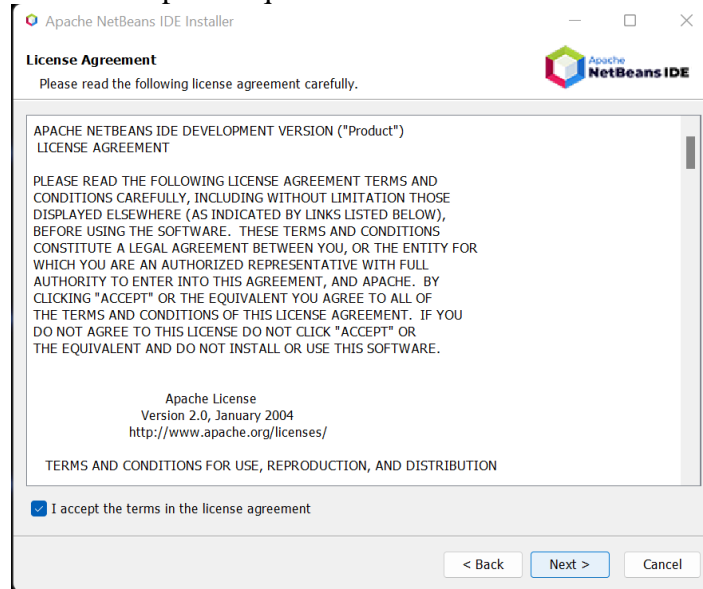 Apache NetBeans IDE Installer
License Agreement
Please read the following license agreement carefully.
Apache
NetBeans IDE
APACHE NETBEANS IDE DEVELOPMENT VERSION ("Product")
LICENSE AGREEMENT
PLEASE READ THE FOLLOWING LICENSE AGREEMENT TERMS AND
CONDITIONS CAREFULLY, INCLUDING WITHOUT LIMITATION THOSE
DISPLAYED ELSEWHERE (AS INDICATED BY LINKS LISTED BELOW),
BEFORE USING THE SOFTWARE.  THESE TERMS AND CONDITIONS
CONSTITUTE A LEGAL AGREEMENT BETWEEN YOU, OR THE ENTITY FOR
WHICH YOU ARE AN AUTHORIZED REPRESENTATIVE WITH FULL
AUTHORITY TO ENTER INTO THIS AGREEMENT, AND APACHE.  BY
CLICKING "ACCEPT" OR THE EQUIVALENT YOU AGREE TO ALL OF
THE TERMS AND CONDITIONS OF THIS LICENSE AGREEMENT.  IF YOU
DO NOT AGREE TO THIS LICENSE DO NOT CLICK "ACCEPT" OR
THE EQUIVALENT AND DO NOT INSTALL OR USE THIS SOFTWARE.
Apache License
Version 2.0, January 2004
http://www.apache.org/licenses/
TERMS AND CONDITIONS FOR USE, REPRODUCTION, AND DISTRIBUTION
I accept the terms in the license agreement
< Back
Next >
Cancel